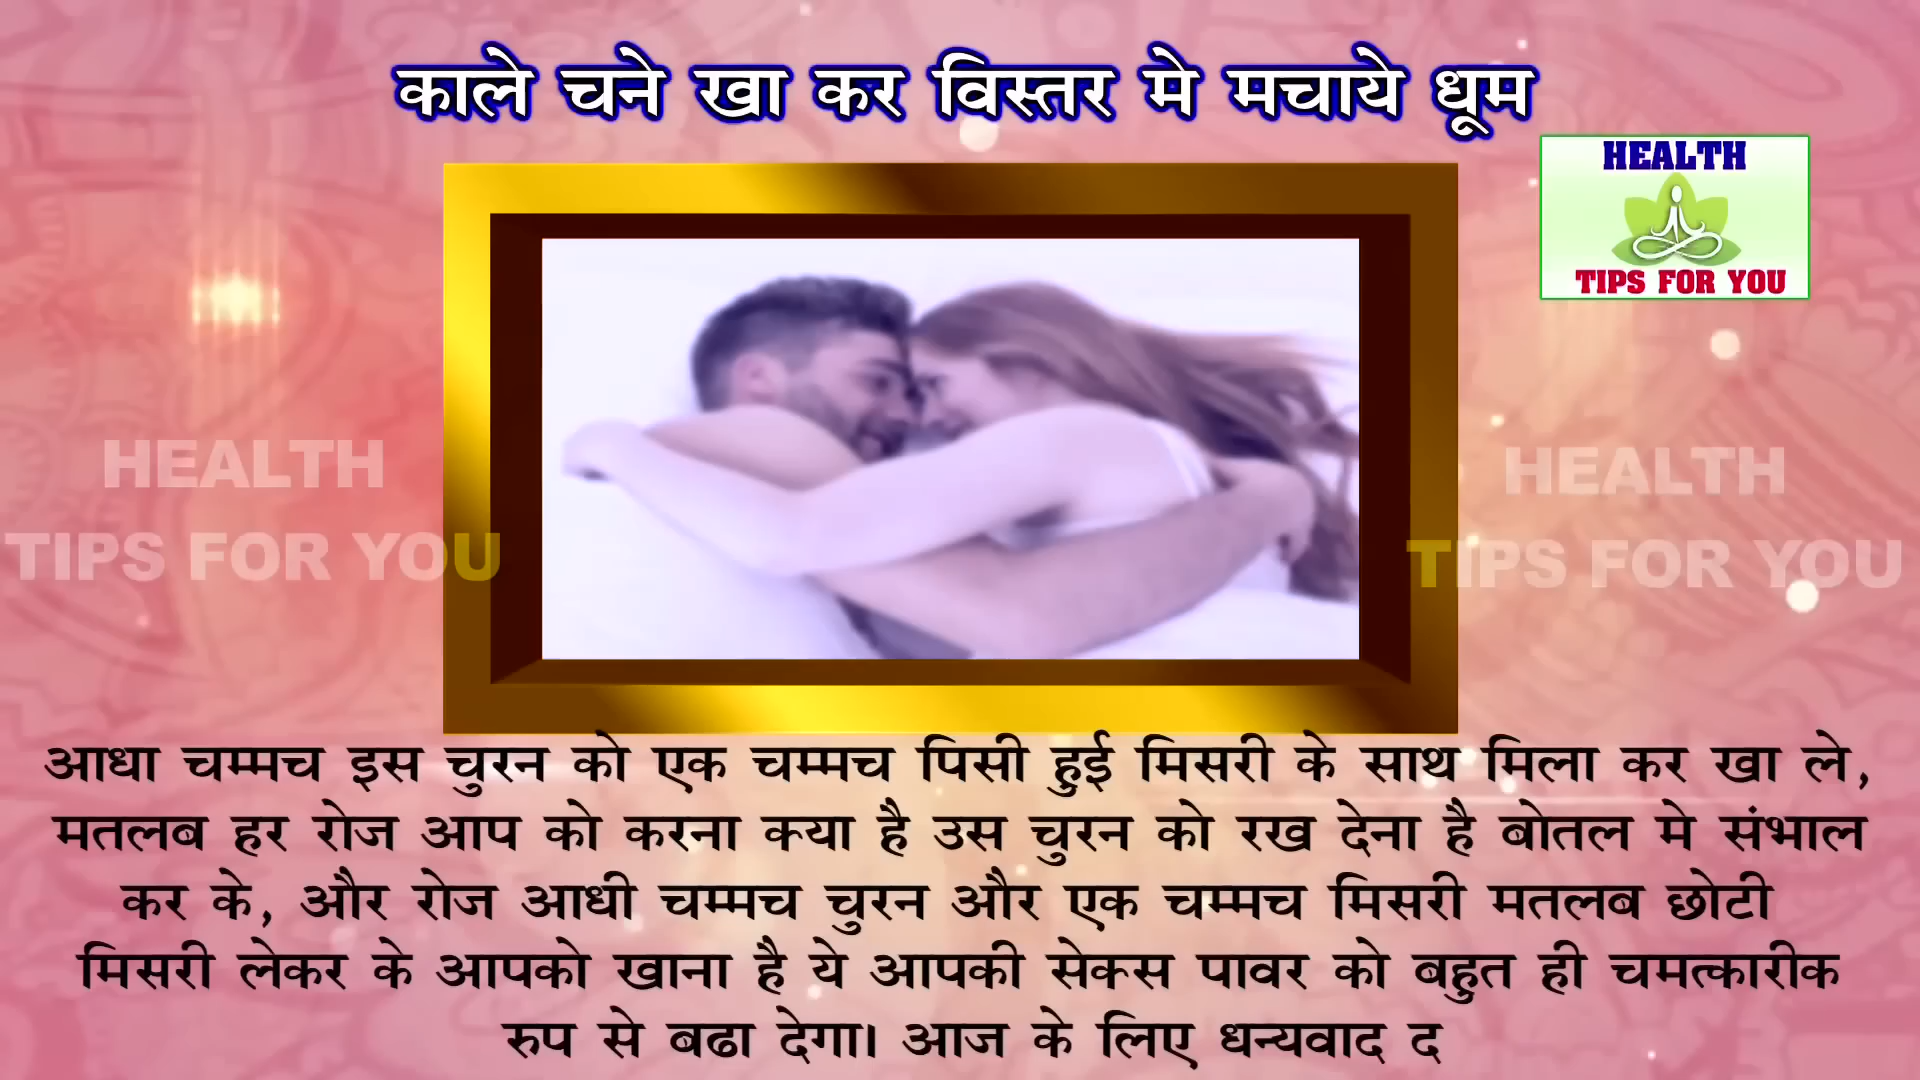 काले चने खा कर विस्तर मे मचाये धूम
HEALTH
TIPS FOR YOU
HEALTH
TIPS FOR YOU
HEALTH
TIPS FOR YOU
आधा चम्मच इस चुरन को एक चम्मच पिसी हुई मिसरी के साथ मिला कर खा ले,
मतलब हर रोज आप को करना क्या है उस चुरन को रख देना है बोतल मे संभाल
कर के, और रोज आधी चम्मच चुरन और एक चम्मच मिसरी मतलब छोटी
मिसरी लेकर के आपको खाना है ये आपकी सेक्स पावर को बहुत ही चमत्कारीक
रुप से बढा देगा। आज के लिए धन्यवाद द